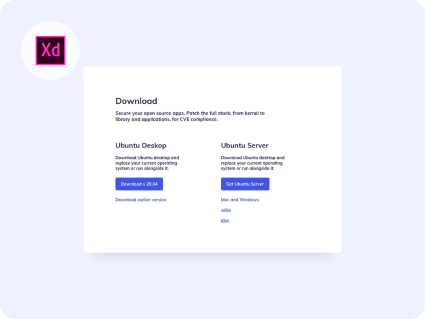 Xd
Download
Secure your open source apps. Patch the full stack, from kernel to
library and applications, for CVE compliance.
Ubuntu Deskop
Download Ubuntu desktop and
replace your current operating
system or run alongside it.
Download v 20.04
Download earlier version
Ubuntu Server
Download Ubuntu desktop and
replace your current operating
system or run alongside it.
Get Ubuntu Server
Mac and Windows
ARM
IBM